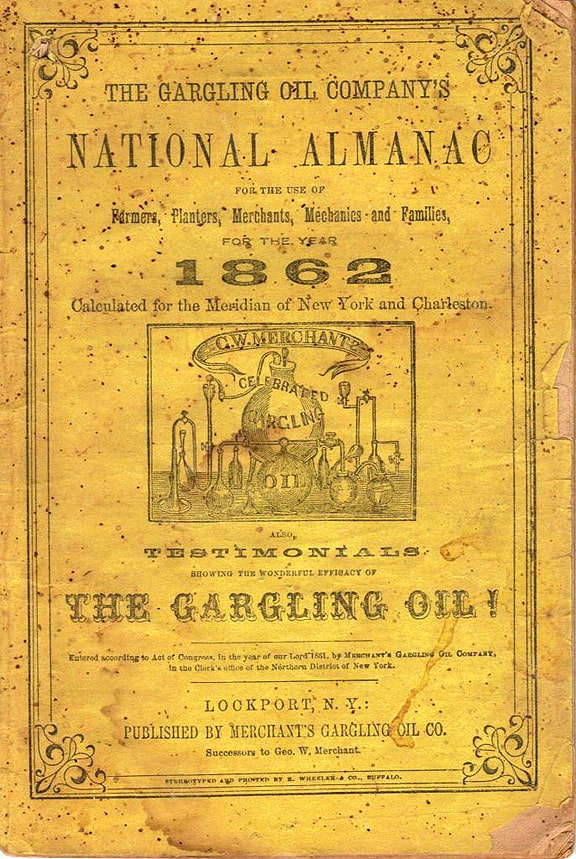 THE GARGLING OIL COMPANY'S
NATIONAL ALMANAC
FOR THE USE OF
Farmers, Planters, Merchants, Mechanics and Families,
FOR THE YEAR
1862
Calculated for the Meridian of New York and Charleston.
G.W. MERCHANT'S
CELEBRATED
GARGLING
OIL
ALSO,
TESTIMONIALS
SHOWING THE WONDERFUL EFFICACY OF
THE GARGLING OIL!
Entered according to Act of Congress, in the year of our Lord 1861, by MERCHANT'S GARGLING OIL COMPANY,
in the Clerk's office of the Northern District of New York.
LOCKPORT, N. Y.:
PUBLISHED BY MERCHANT'S GARGLING OIL CO.
Successors to Geo. W. Merchant.
STEREOTYPED AND PRINTED BY E. WHEELER & CO., BUFFALO.